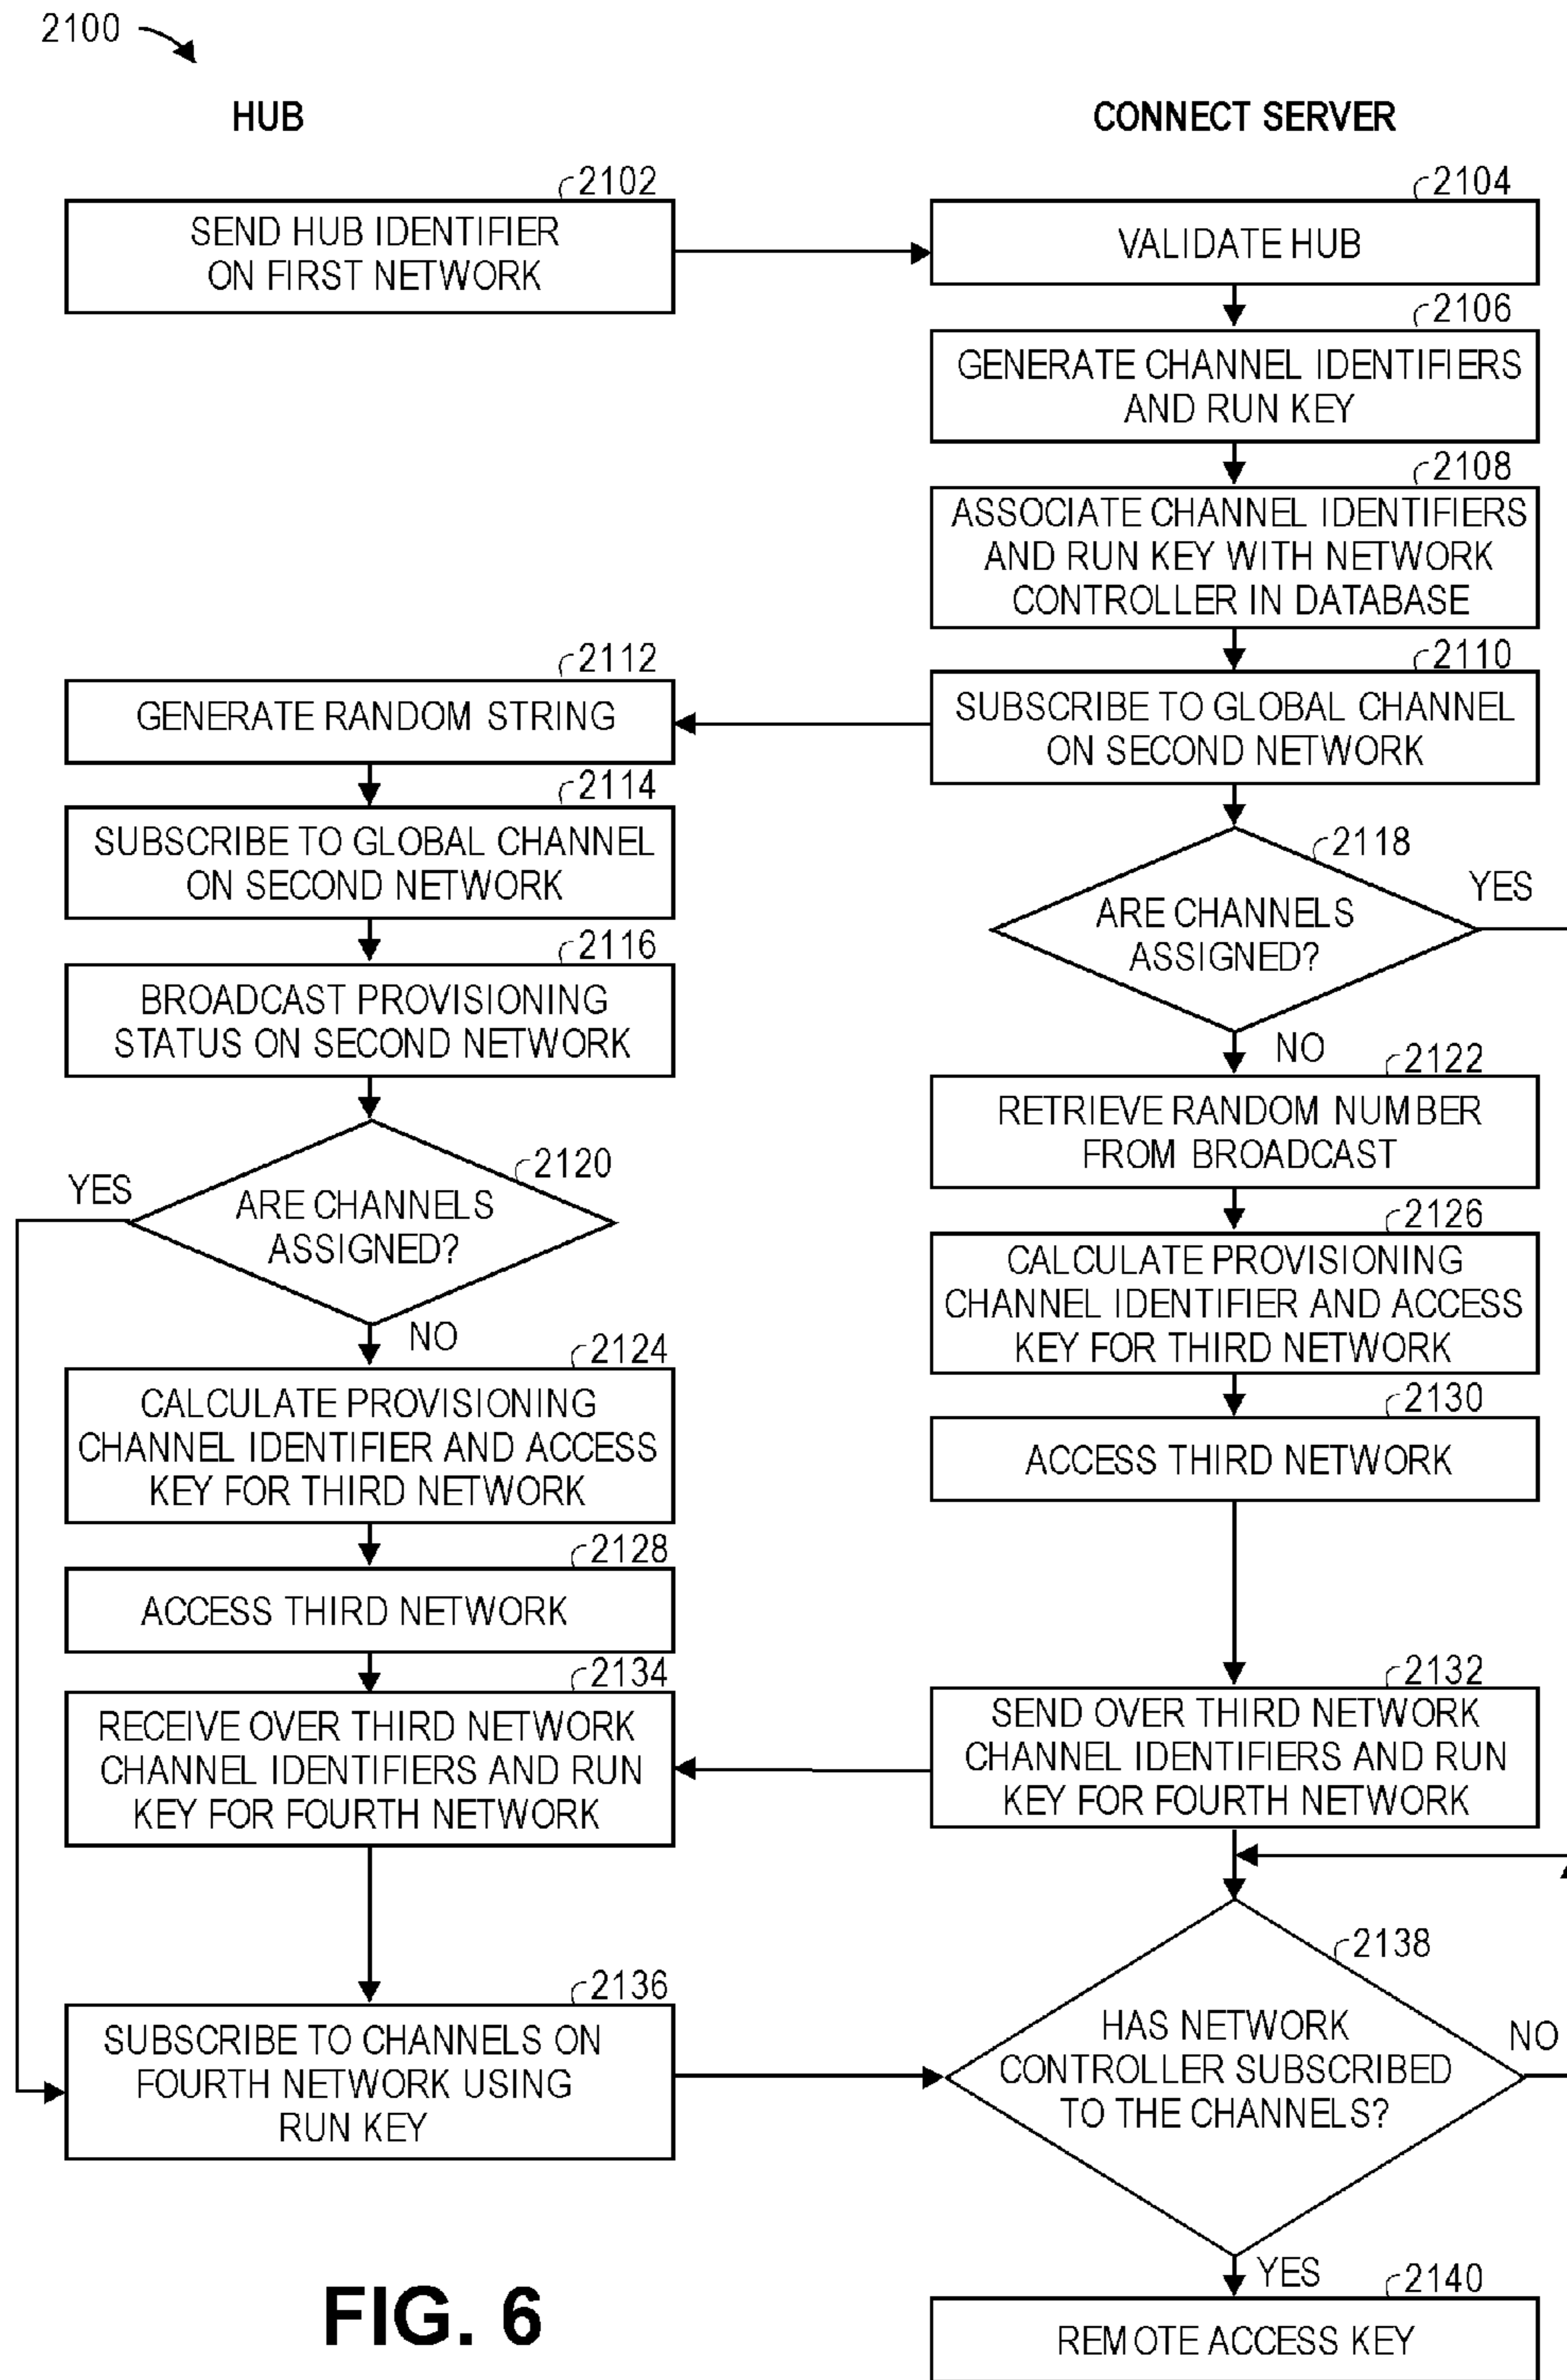 2100
HUB
CONNECT SERVER
2102
SEND HUB IDENTIFIER
ON FIRST NETWORK
2104
VALIDATE HUB
2106
GENERATE CHANNEL IDENTIFIERS
AND RUN KEY
2108
ASSOCIATE CHANNEL IDENTIFIERS
AND RUN KEY WITH NETWORK
CONTROLLER IN DATABASE
2110
SUBSCRIBE TO GLOBAL CHANNEL
ON SECOND NETWORK
2112
GENERATE RANDOM STRING
2114
SUBSCRIBE TO GLOBAL CHANNEL
ON SECOND NETWORK
2116
BROADCAST PROVISIONING
STATUS ON SECOND NETWORK
2118
ARE CHANNELS
ASSIGNED?
YES
NO
2120
ARE CHANNELS
ASSIGNED?
YES
NO
2122
RETRIEVE RANDOM NUMBER
FROM BROADCAST
2124
CALCULATE PROVISIONING
CHANNEL IDENTIFIER AND ACCESS
KEY FOR THIRD NETWORK
2126
CALCULATE PROVISIONING
CHANNEL IDENTIFIER AND ACCESS
KEY FOR THIRD NETWORK
2128
ACCESS THIRD NETWORK
2130
ACCESS THIRD NETWORK
2132
SEND OVER THIRD NETWORK
CHANNEL IDENTIFIERS AND RUN
KEY FOR FOURTH NETWORK
2134
RECEIVE OVER THIRD NETWORK
CHANNEL IDENTIFIERS AND RUN
KEY FOR FOURTH NETWORK
2136
SUBSCRIBE TO CHANNELS ON
FOURTH NETWORK USING
RUN KEY
2138
HAS NETWORK
CONTROLLER SUBSCRIBED
TO THE CHANNELS?
NO
YES
2140
REMOTE ACCESS KEY
FIG. 6